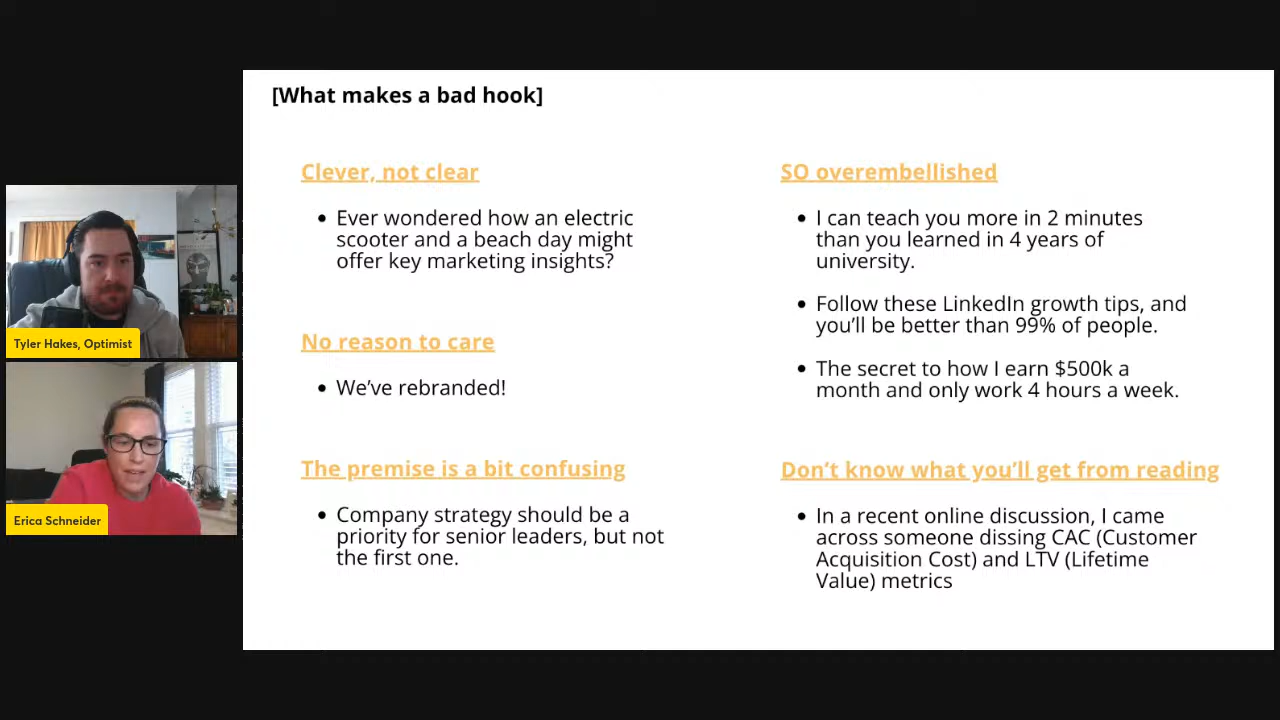 [What makes a bad hook]
Clever, not clear
• Ever wondered how an electric
scooter and a beach day might
offer key marketing insights?
No reason to care
• We’ve rebranded!
The premise is a bit confusing
• Company strategy should be a
priority for senior leaders, but not
the first one.
SO overembellished
• I can teach you more in 2 minutes
than you learned in 4 years of
university.
• Follow these LinkedIn growth tips, and
you’ll be better than 99% of people.
• The secret to how I earn $500k a
month and only work 4 hours a week.
Don’t know what you’ll get from reading
• In a recent online discussion, I came
across someone dissing CAC (Customer
Acquisition Cost) and LTV (Lifetime
Value) metrics
Tyler Hakes, Optimist
Erica Schneider